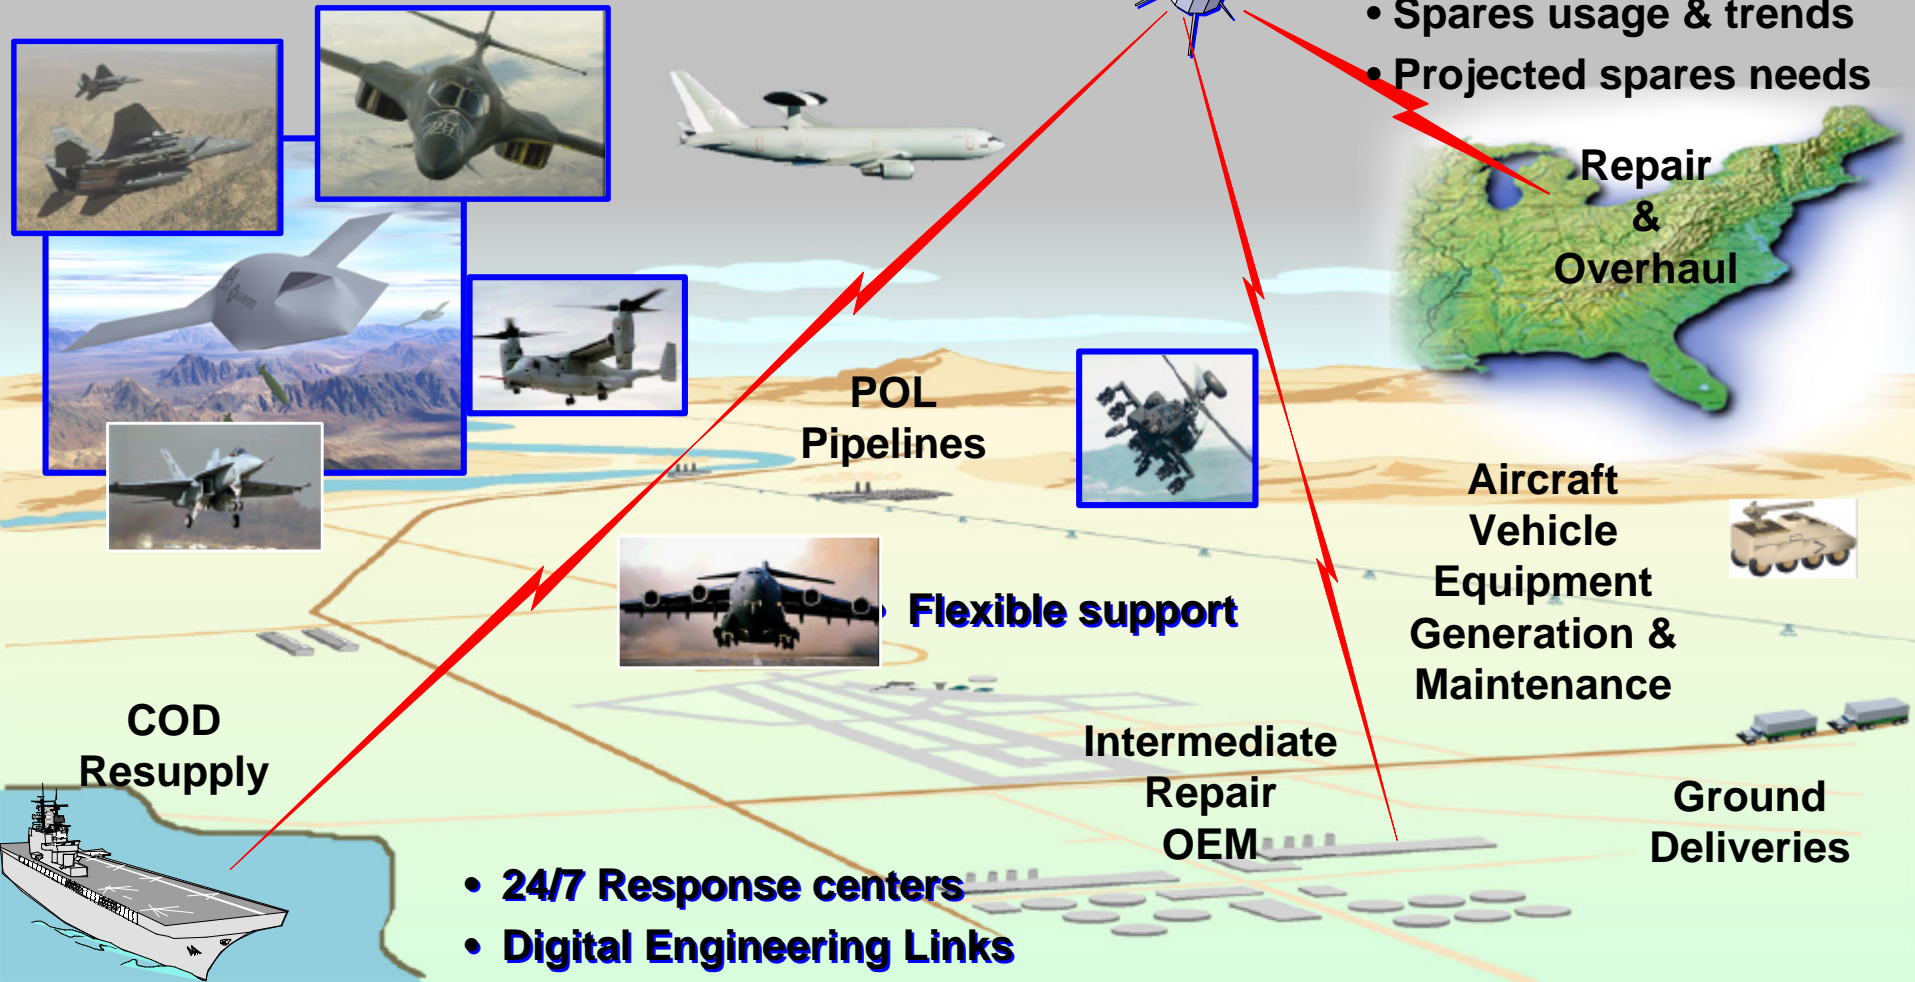 • Spares usage & trends
• Projected spares needs
Repair
&
Overhaul
POL
Pipelines
Aircraft
Vehicle
Equipment
Generation &
Maintenance
• Flexible support
COD
Resupply
Intermediate
Repair
OEM
Ground
Deliveries
• 24/7 Response centers
• Digital Engineering Links